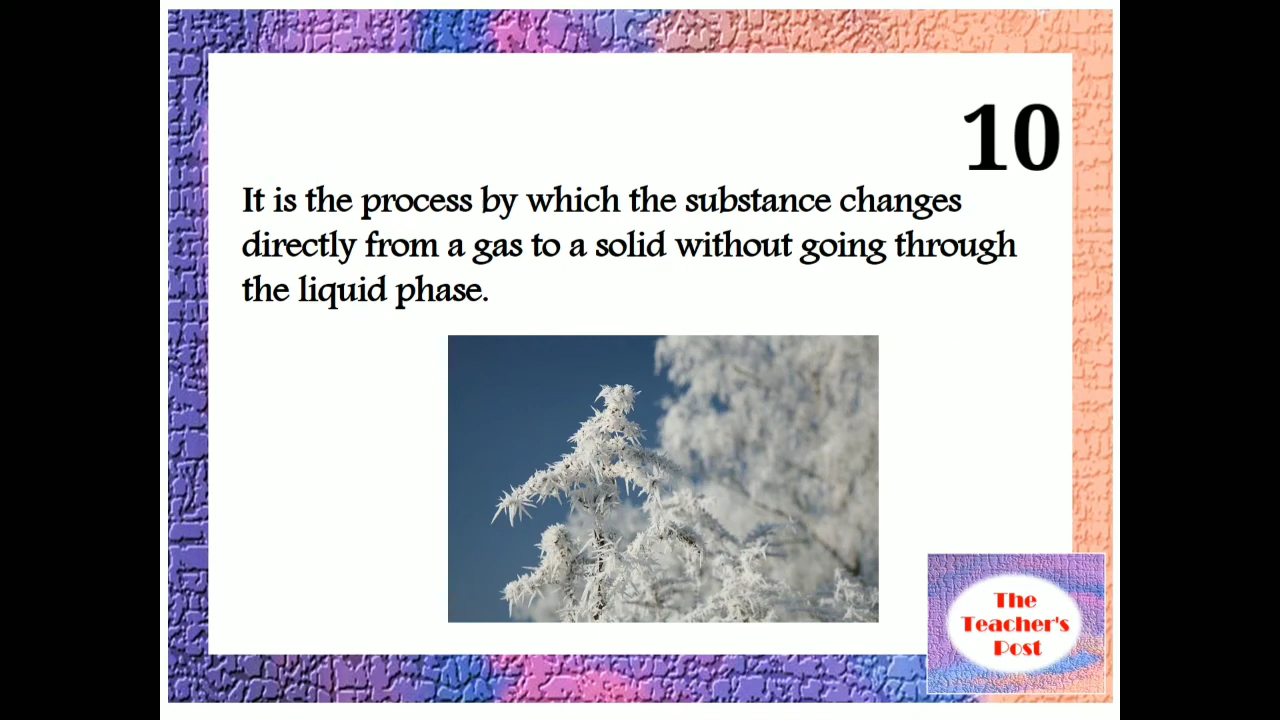 10
It is the process by which the substance changes
directly from a gas to a solid without going through
the liquid phase.
The
Teacher's
Post